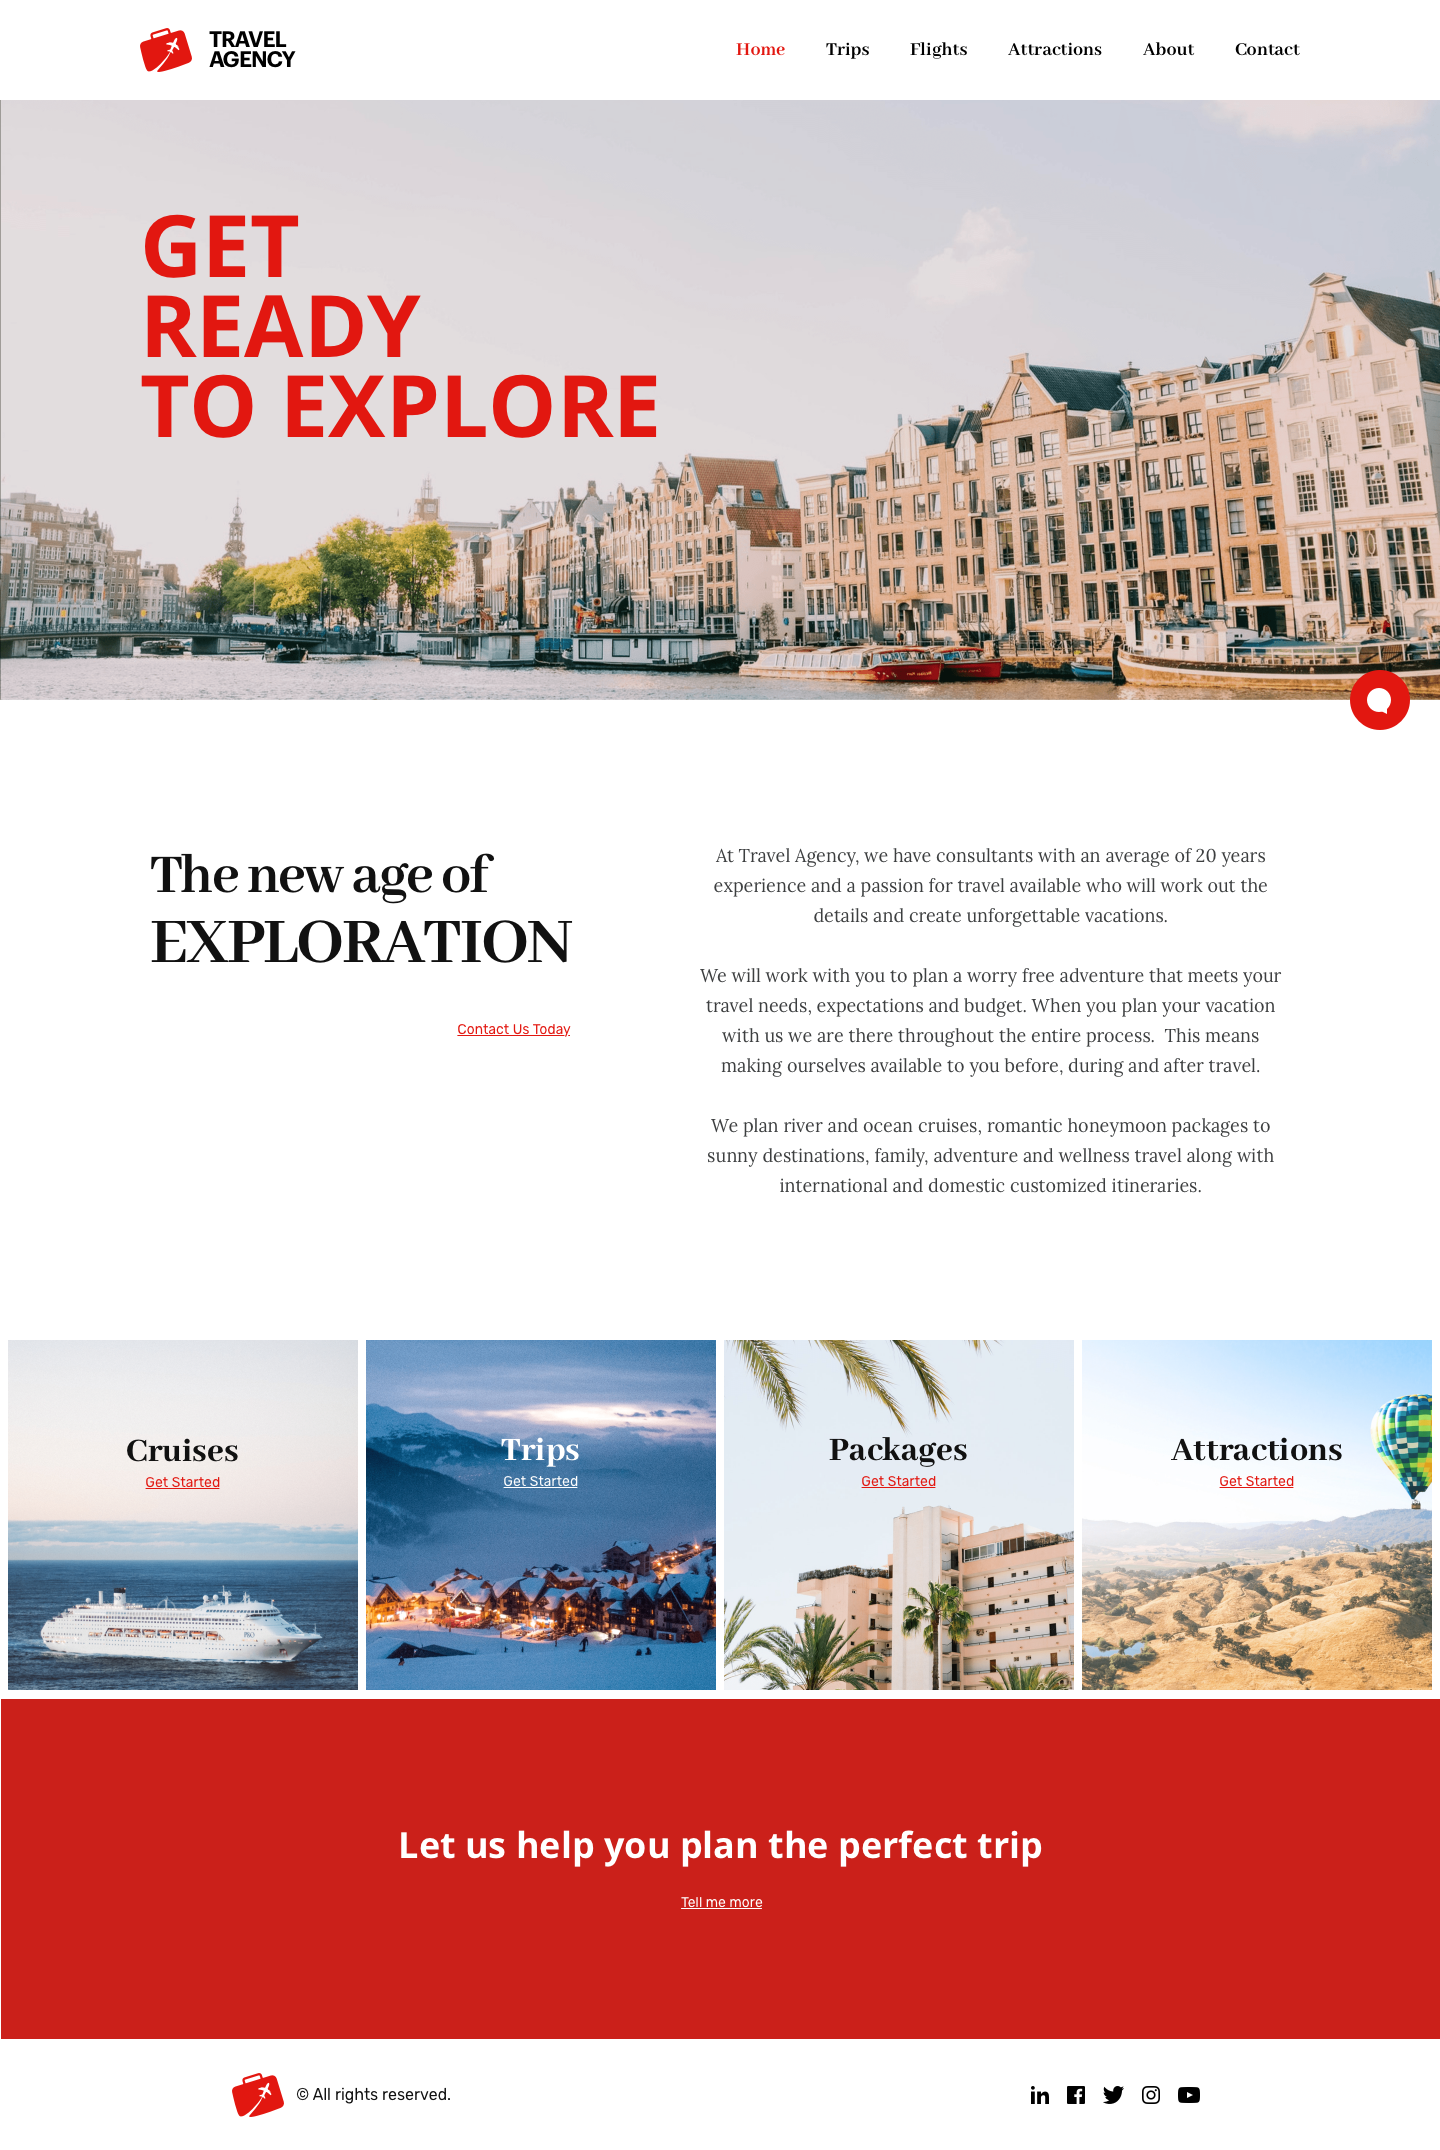 TRAVEL
AGENCY
Home Trips Flights Attractions About Contact
GET
READY
TO EXPLORE
The new age of
EXPLORATION
Contact Us Today
At Travel Agency, we have consultants with an average of 20 years
experience and a passion for travel available who will work out the
details and create unforgettable vacations.
We will work with you to plan a worry free adventure that meets your
travel needs, expectations and budget. When you plan your vacation
with us we are there throughout the entire process.  This means
making ourselves available to you before, during and after travel.
We plan river and ocean cruises, romantic honeymoon packages to
sunny destinations, family, adventure and wellness travel along with
international and domestic customized itineraries.
Cruises
Get Started
Trips
Get Started
Packages
Get Started
Attractions
Get Started
Let us help you plan the perfect trip
Tell me more
© All rights reserved.